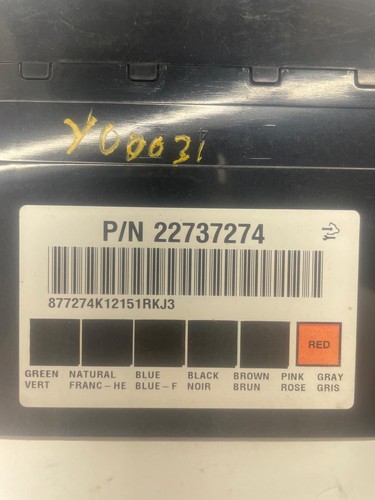 Y00031
P/N 22737274
877274K12151RKJ3
RED
GREEN NATURAL BLUE BLACK BROWN PINK GRAY
VERT FRANC-HE BLUE-F NOIR BRUN ROSE GRIS